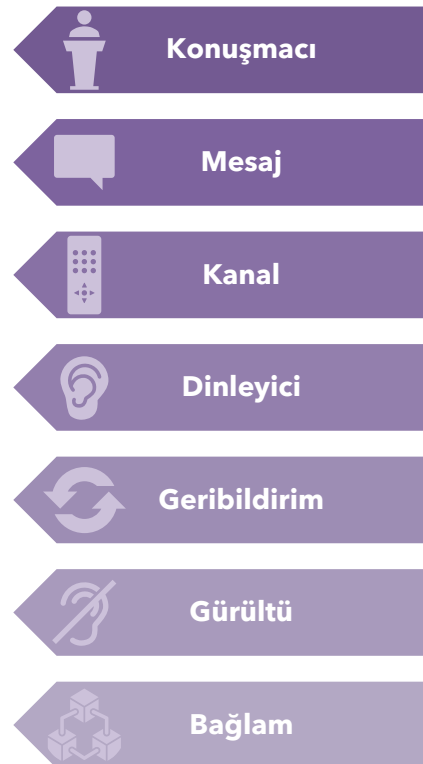 Konuşmacı
Mesaj
Kanal
Dinleyici
Geribildirim
Gürültü
Bağlam